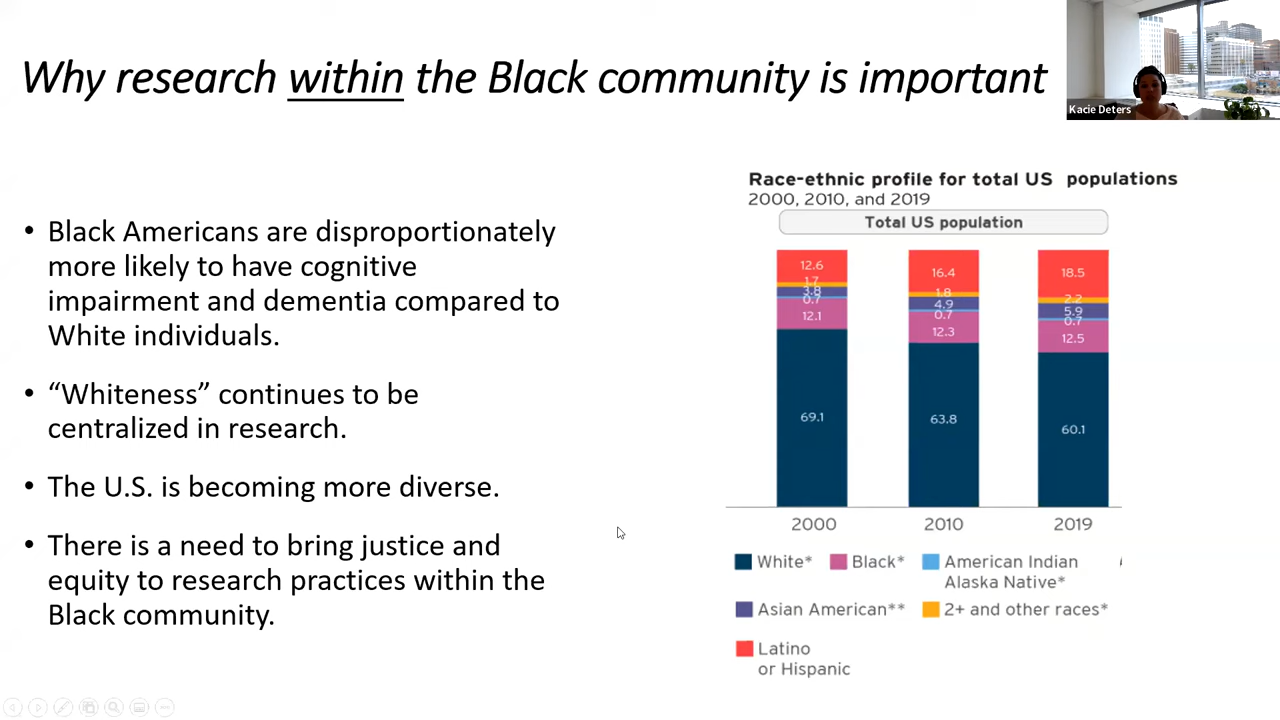 Why research within the Black community is important
Kacie Deters
• Black Americans are disproportionately
more likely to have cognitive
impairment and dementia compared to
White individuals.
• “Whiteness” continues to be
centralized in research.
• The U.S. is becoming more diverse.
• There is a need to bring justice and
equity to research practices within the
Black community.
Race-ethnic profile for total US populations
2000, 2010, and 2019
Total US population
12.6 16.4 18.5
1.7 1.8 2.2
3.8 4.9 5.9
0.7 0.7 0.7
12.1 12.3 12.5
69.1 63.8 60.1
2000 2010 2019
White* Black* American Indian
Alaska Native*
Asian American** 2+ and other races*
Latino
or Hispanic